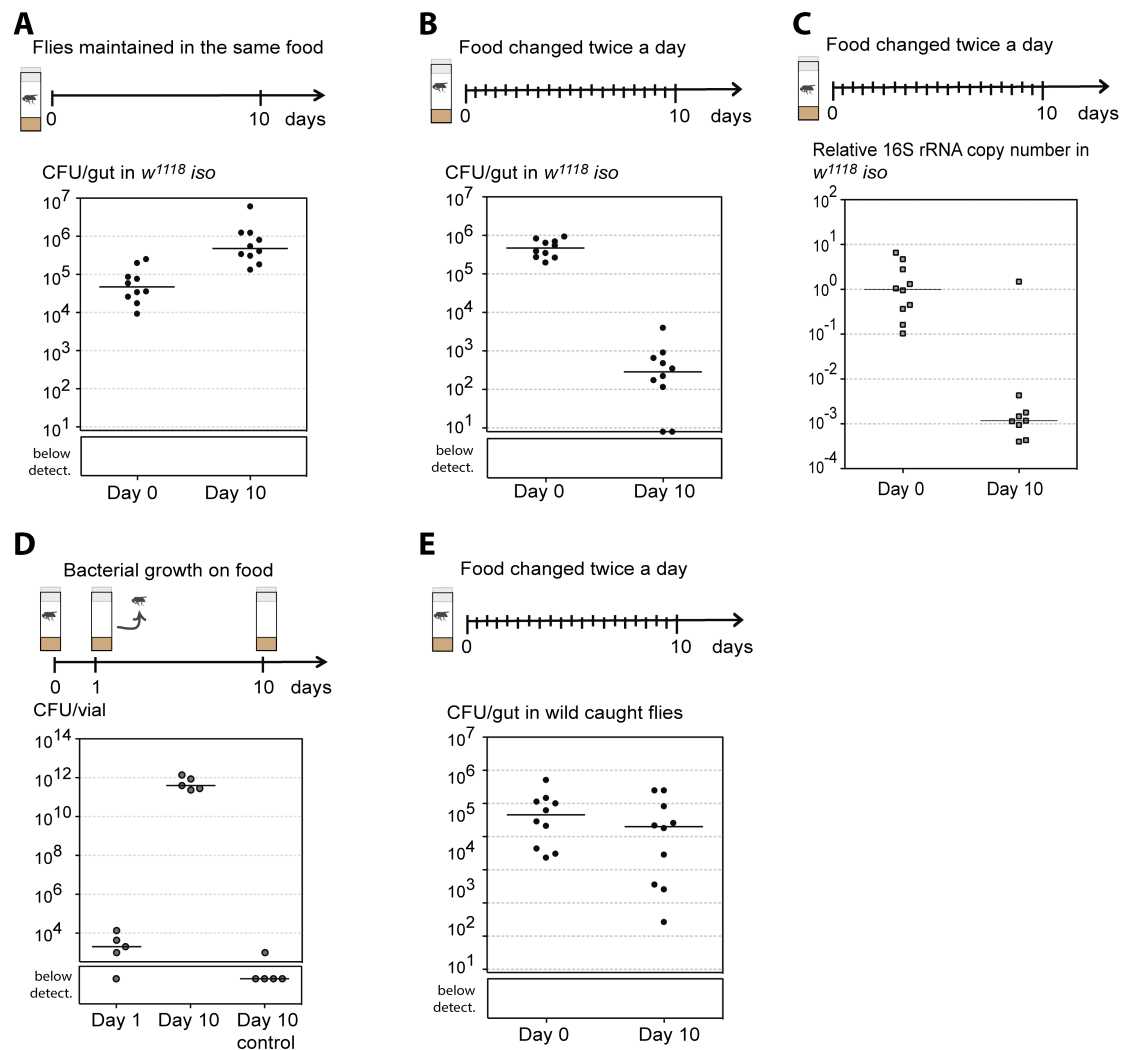 A
Flies maintained in the same food
0 10 days
CFU/gut in w1118 iso
10^7
10^6
10^5
10^4
10^3
10^2
10^1
below
detect.
Day 0 Day 10
B
Food changed twice a day
0 10 days
CFU/gut in w1118 iso
10^7
10^6
10^5
10^4
10^3
10^2
10^1
below
detect.
Day 0 Day 10
C
Food changed twice a day
0 10 days
Relative 16S rRNA copy number in
w1118 iso
10^2
10^1
10^0
10^-1
10^-2
10^-3
10^-4
Day 0 Day 10
D
Bacterial growth on food
0 1 10 days
CFU/vial
10^14
10^12
10^10
10^8
10^6
10^4
below
detect.
Day 1 Day 10 Day 10
control
E
Food changed twice a day
0 10 days
CFU/gut in wild caught flies
10^7
10^6
10^5
10^4
10^3
10^2
10^1
below
detect.
Day 0 Day 10